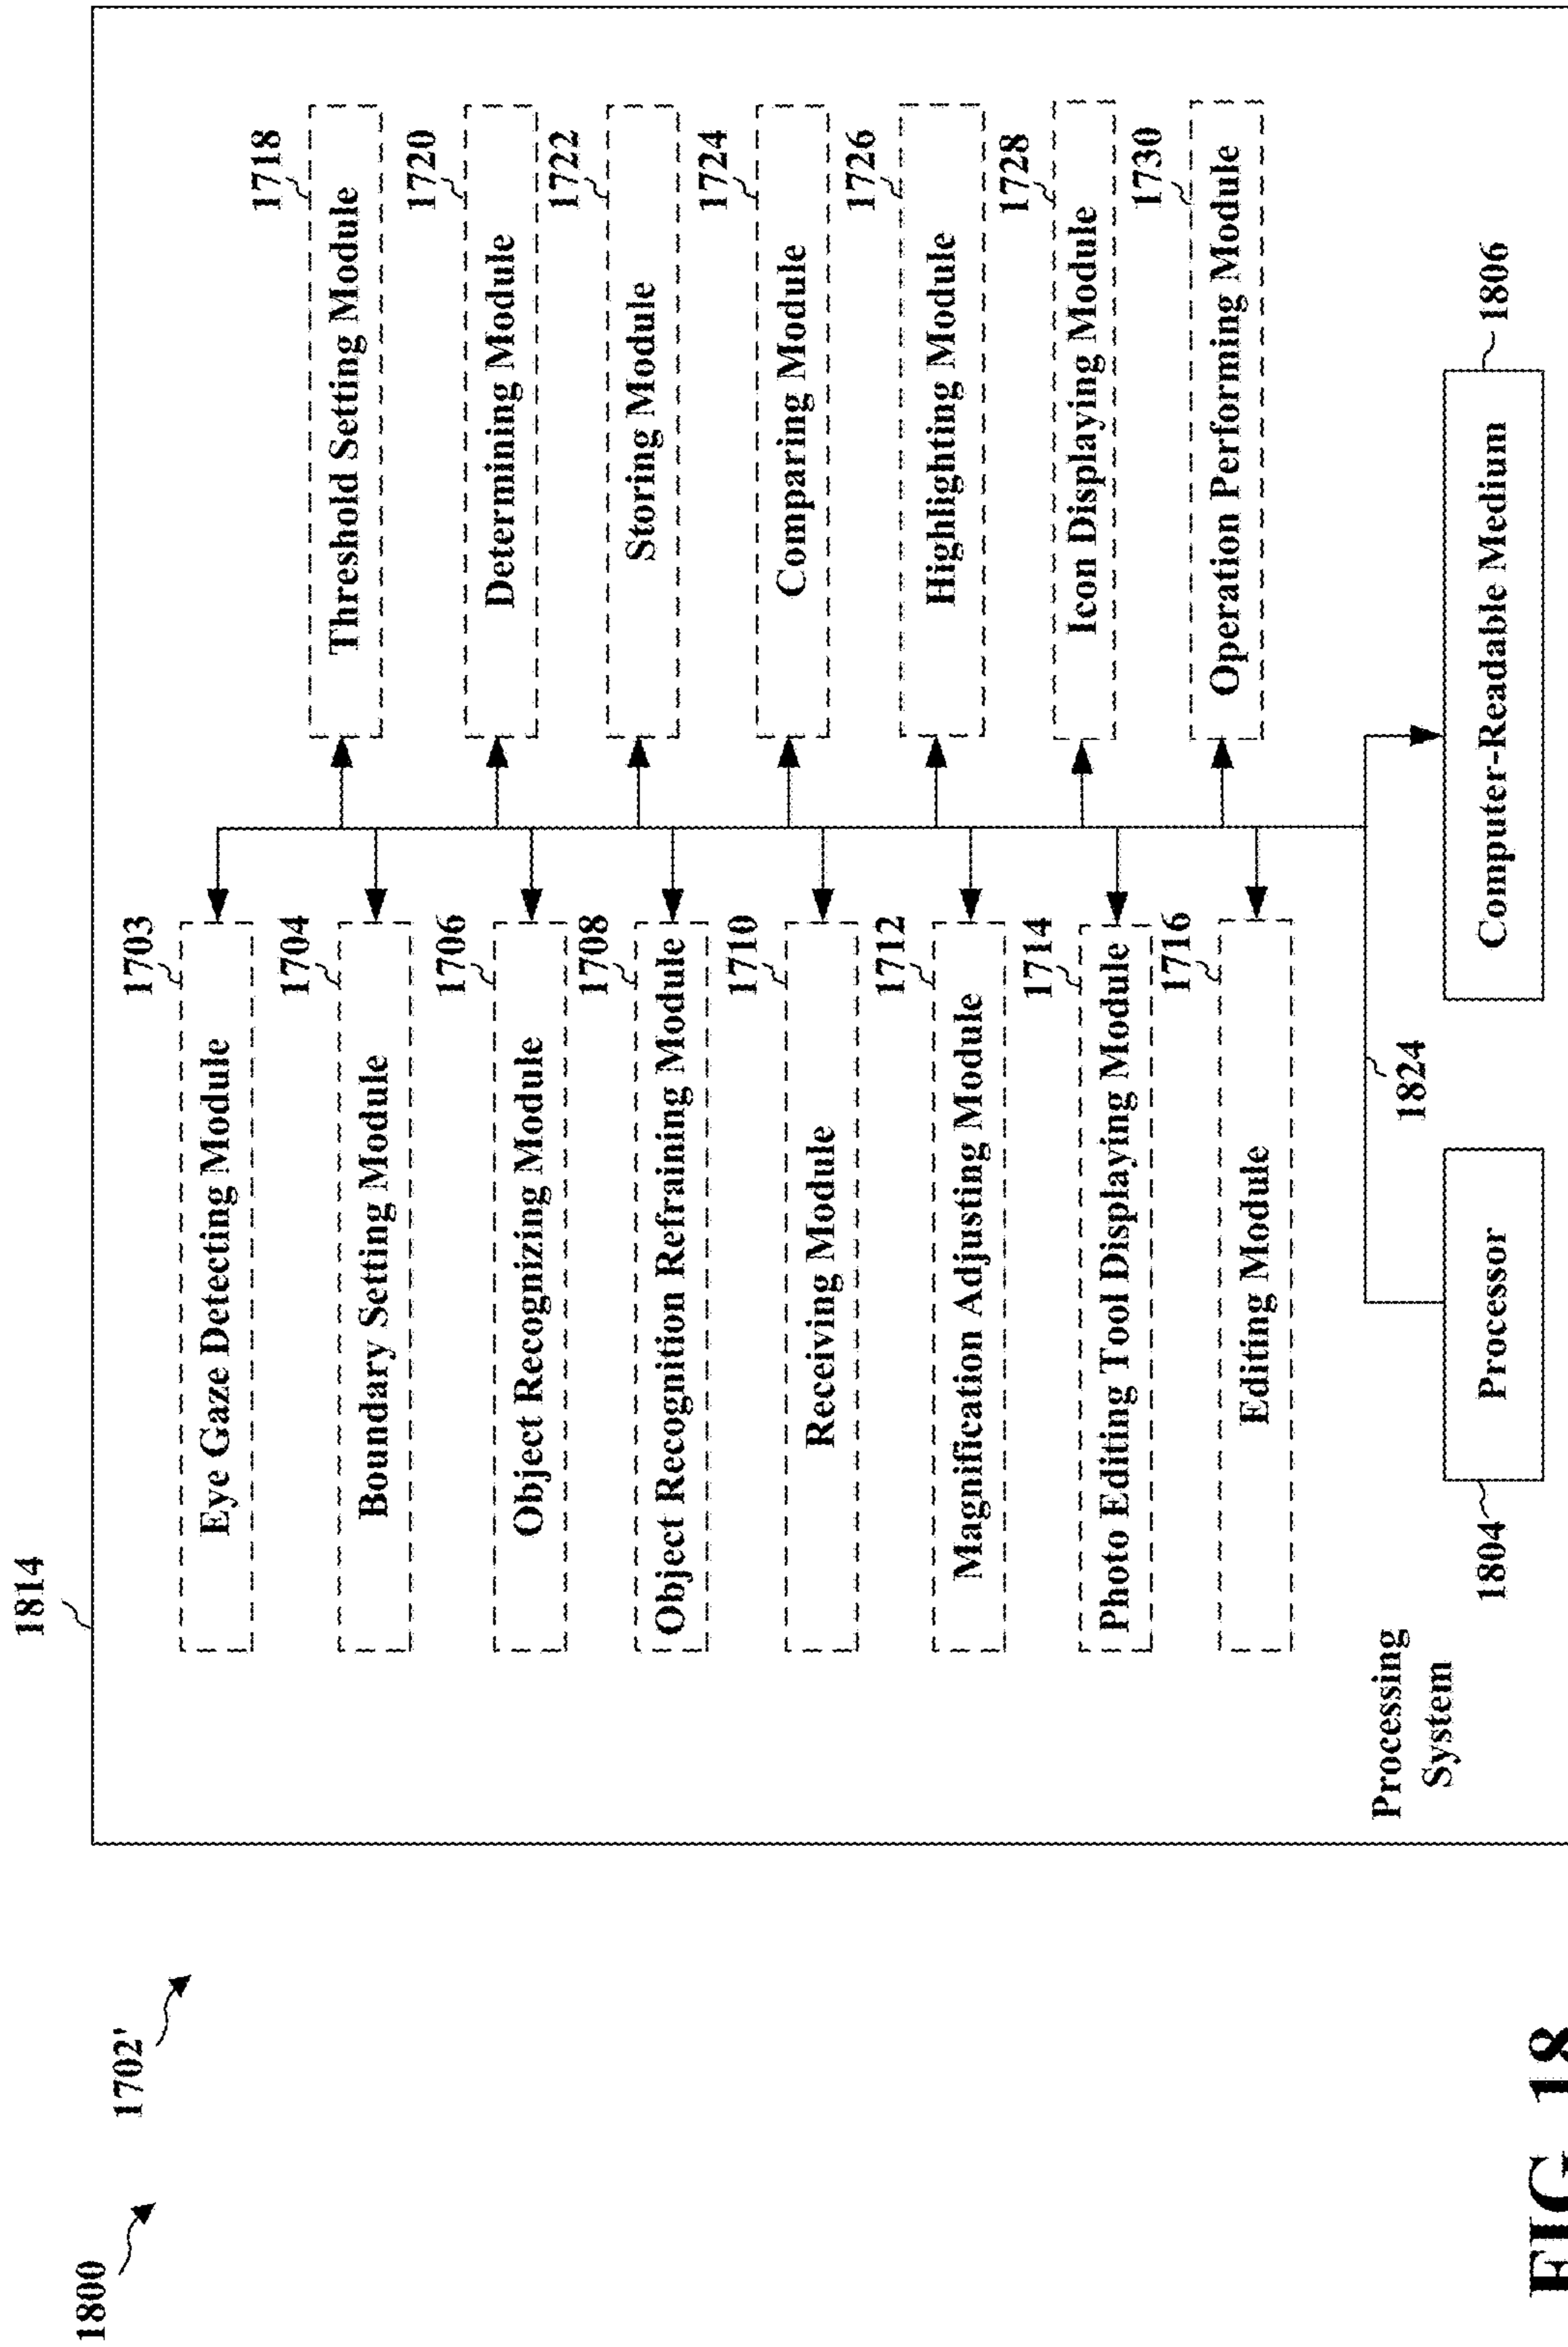 1800
1702'
1814
1703
Eye Gaze Detecting Module
1704
Boundary Setting Module
1706
Object Recognizing Module
1708
Object Recognition Refraining Module
1710
Receiving Module
1712
Magnification Adjusting Module
1714
Photo Editing Tool Displaying Module
1716
Editing Module
1718
Threshold Setting Module
1720
Determining Module
1722
Storing Module
1724
Comparing Module
1726
Highlighting Module
1728
Icon Displaying Module
1730
Operation Performing Module
Processing
System
1804
Processor
1824
Computer-Readable Medium
1806
FIG. 18